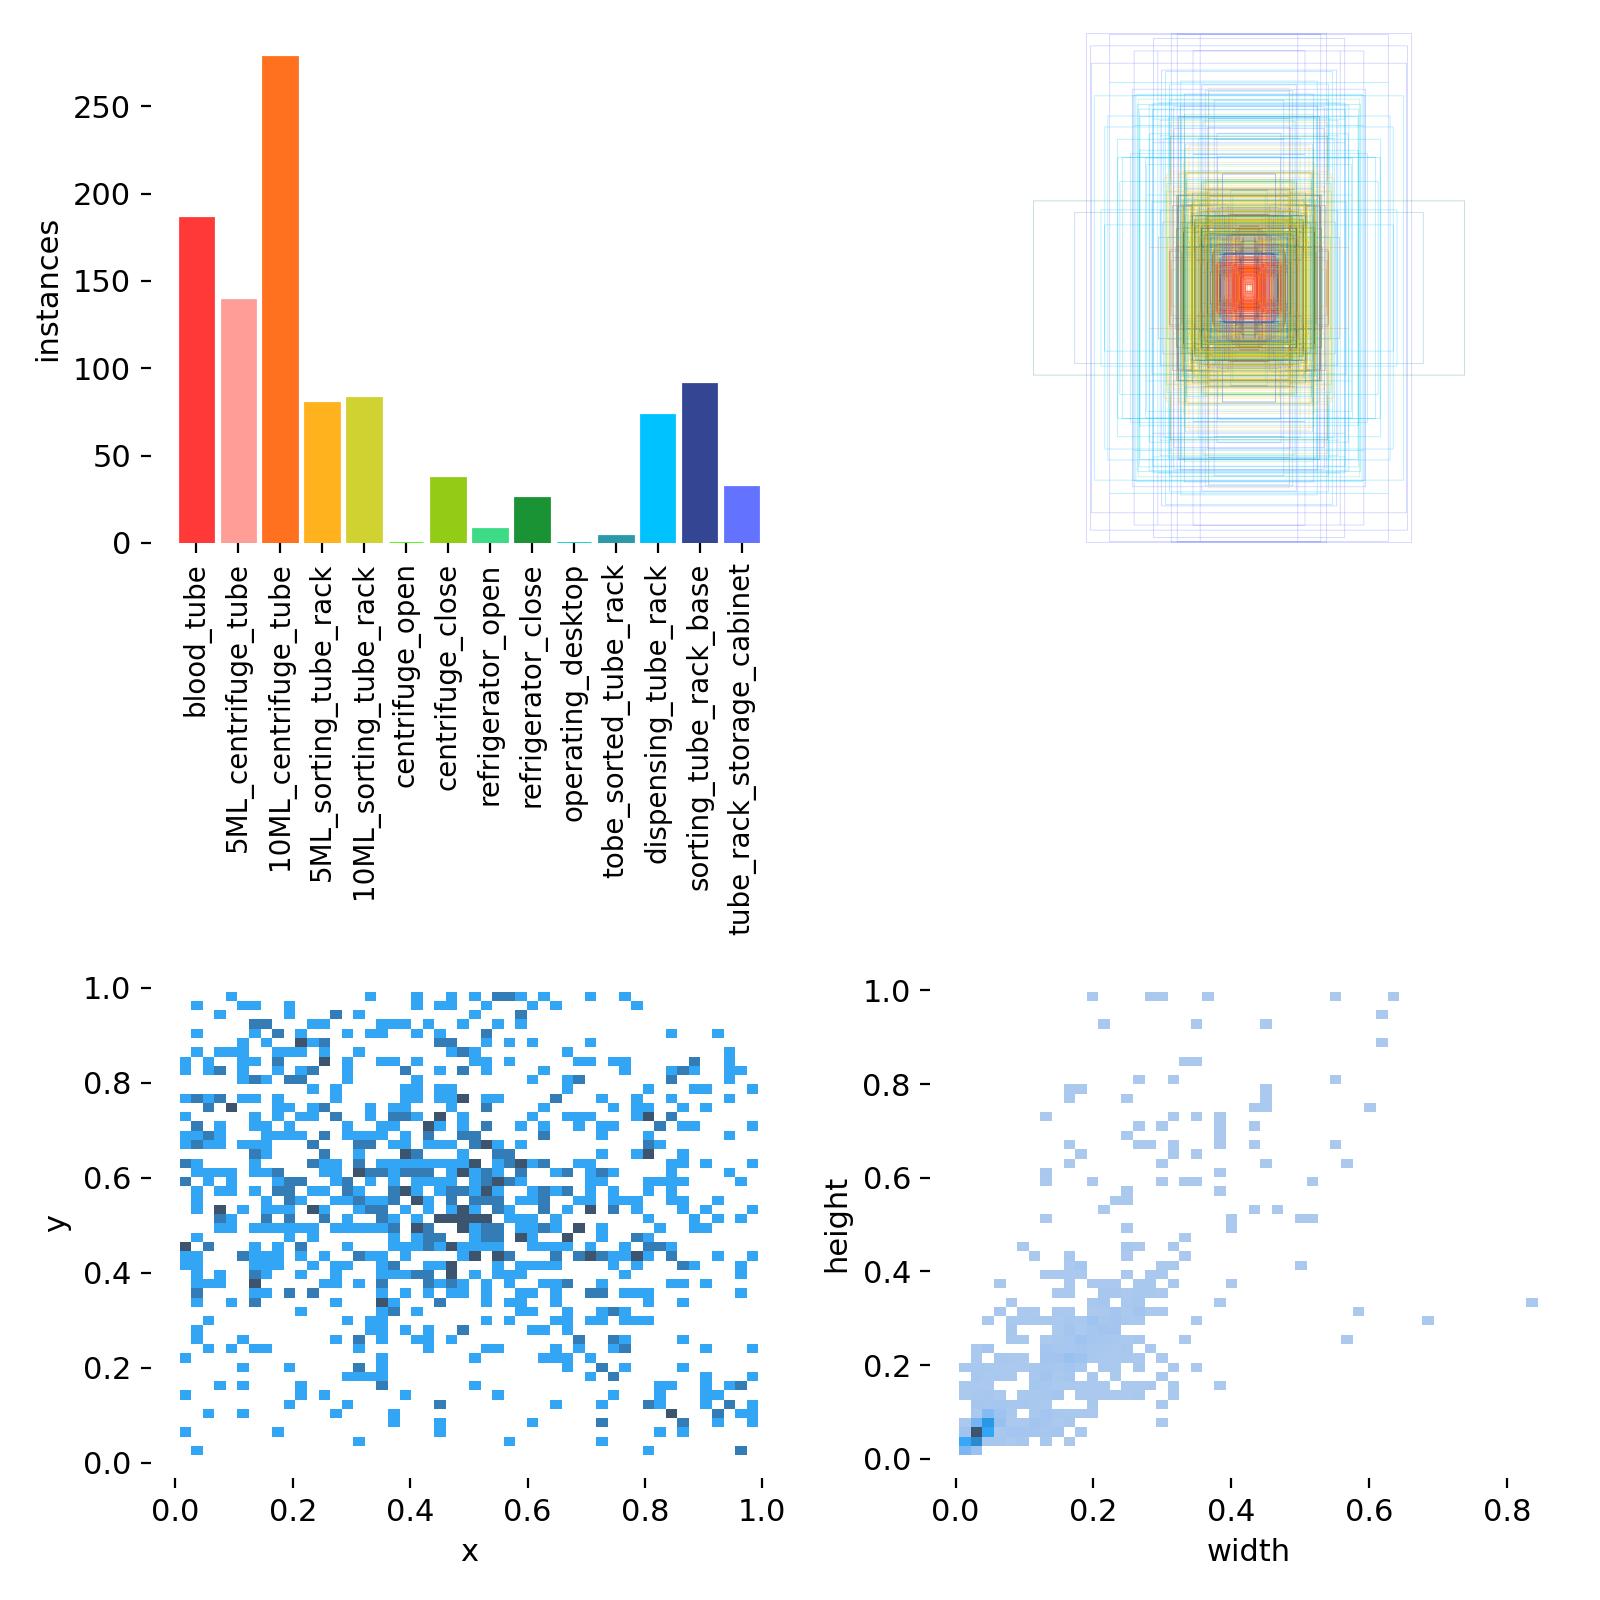 250
200
150
100
50
0
instances
blood_tube
5ML_centrifuge_tube
10ML_centrifuge_tube
5ML_sorting_tube_rack
10ML_sorting_tube_rack
centrifuge_open
centrifuge_close
refrigerator_open
refrigerator_close
operating_desktop
tobe_sorted_tube_rack
dispensing_tube_rack
sorting_tube_rack_base
tube_rack_storage_cabinet
1.0
0.8
0.6
0.4
0.2
0.0
y
0.0 0.2 0.4 0.6 0.8 1.0
x
1.0
0.8
0.6
0.4
0.2
0.0
height
0.0 0.2 0.4 0.6 0.8
width